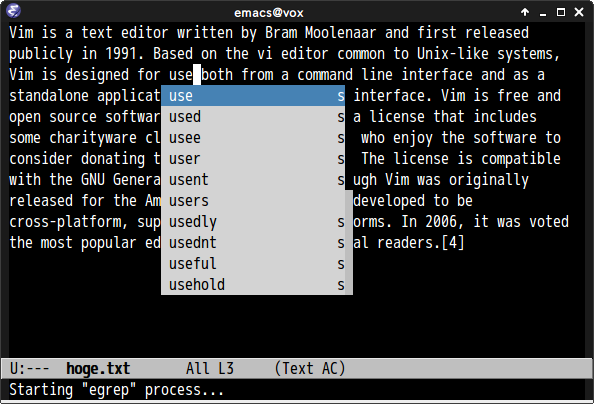 emacs@vox
Vim is a text editor written by Bram Moolenaar and first released
publicly in 1991. Based on the vi editor common to Unix-like systems,
Vim is designed for use both from a command line interface and as a
standalone applicat interface. Vim is free and
use s
open source softwar a license that includes
used s
some charityware cl who enjoy the software to
usee s
consider donating t The license is compatible
user s
with the GNU Genera ugh Vim was originally
usent s
released for the Am developed to be
users
cross-platform, sup orms. In 2006, it was voted
usedly s
the most popular ed al readers.[4]
usednt s
useful s
usehold s
U:--- hoge.txt All L3 (Text AC)
Starting "egrep" process...